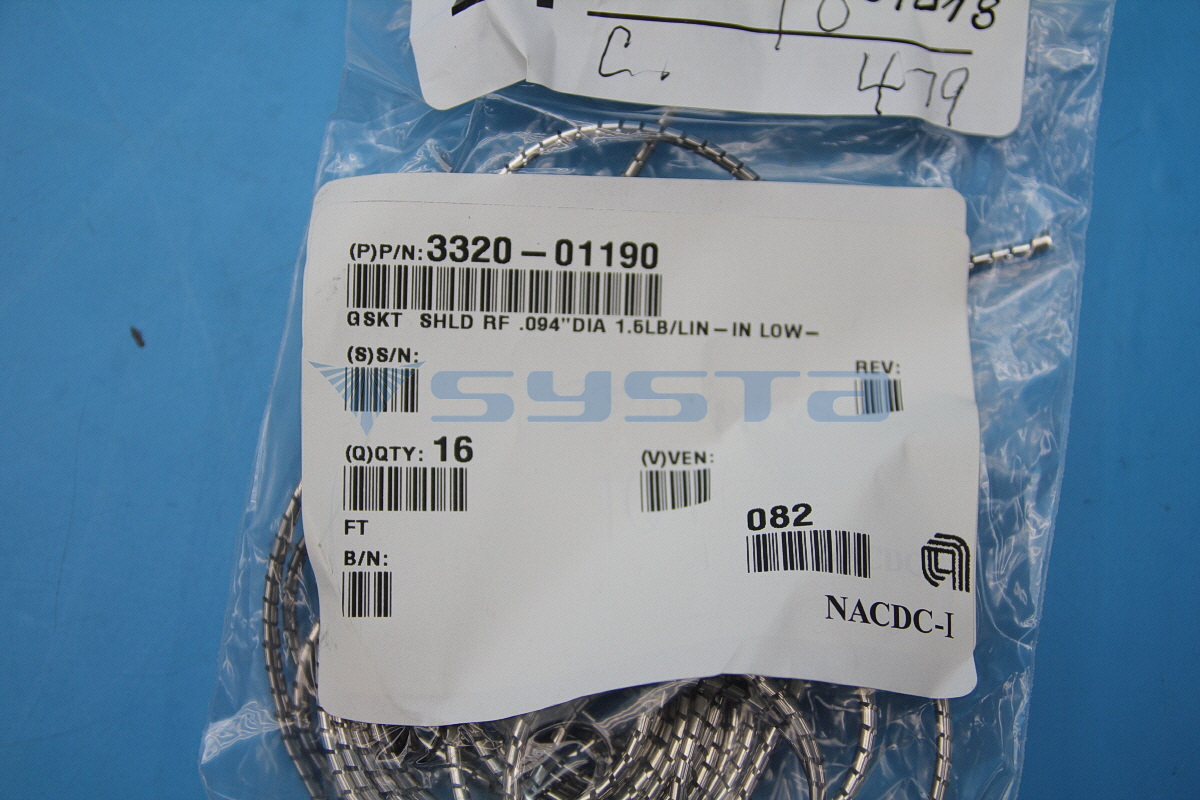 C.
479
(P)P/N: 3320-01190
GSKT SHLD RF .094"DIA 1.5LB/LIN-IN LOW-
(S)S/N:
REV:
systa
(Q)QTY: 16
(V)VEN:
FT
082
B/N:
NACDC-I